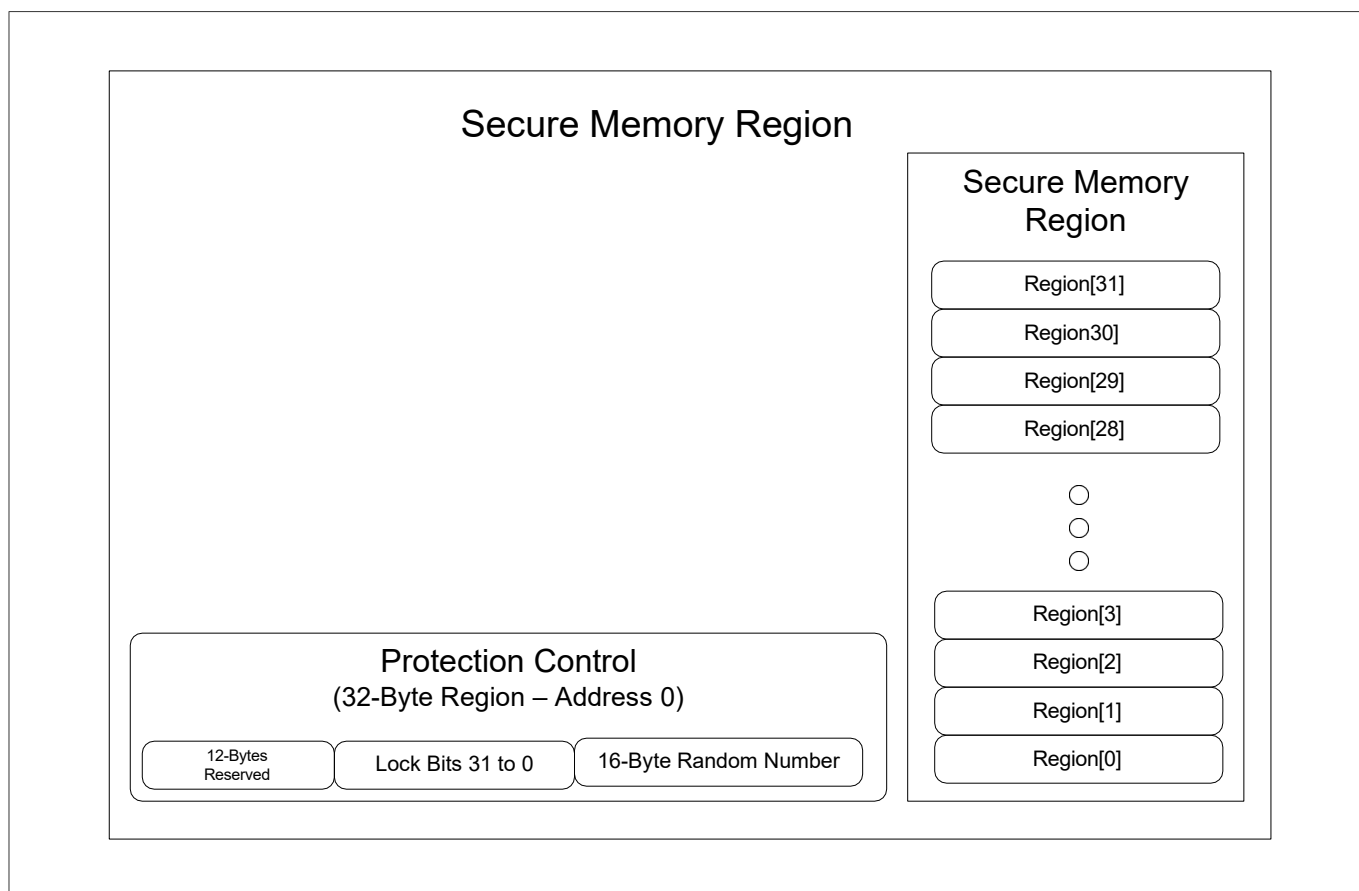 Secure Memory Region
Secure Memory
Region
Region[31]
Region30]
Region[29]
Region[28]
Region[3]
Region[2]
Region[1]
Region[0]
Protection Control
(32-Byte Region – Address 0)
12-Bytes
Reserved
Lock Bits 31 to 0
16-Byte Random Number